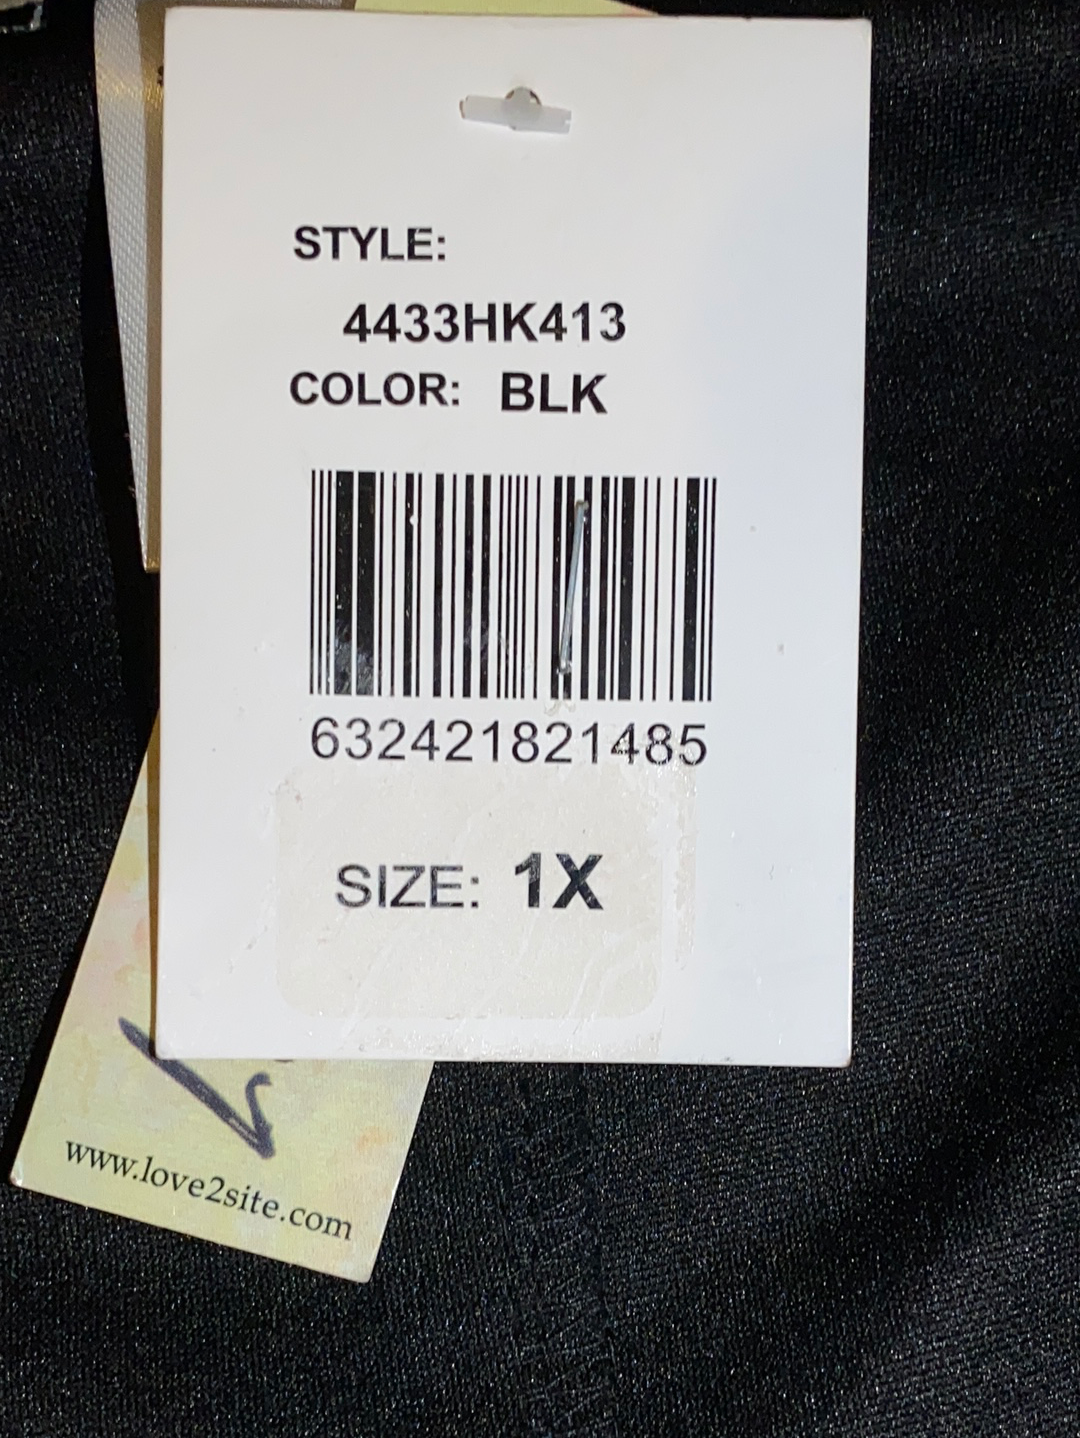 STYLE:
4433HK413
COLOR: BLK
632421821485
SIZE: 1X
www.love2site.com